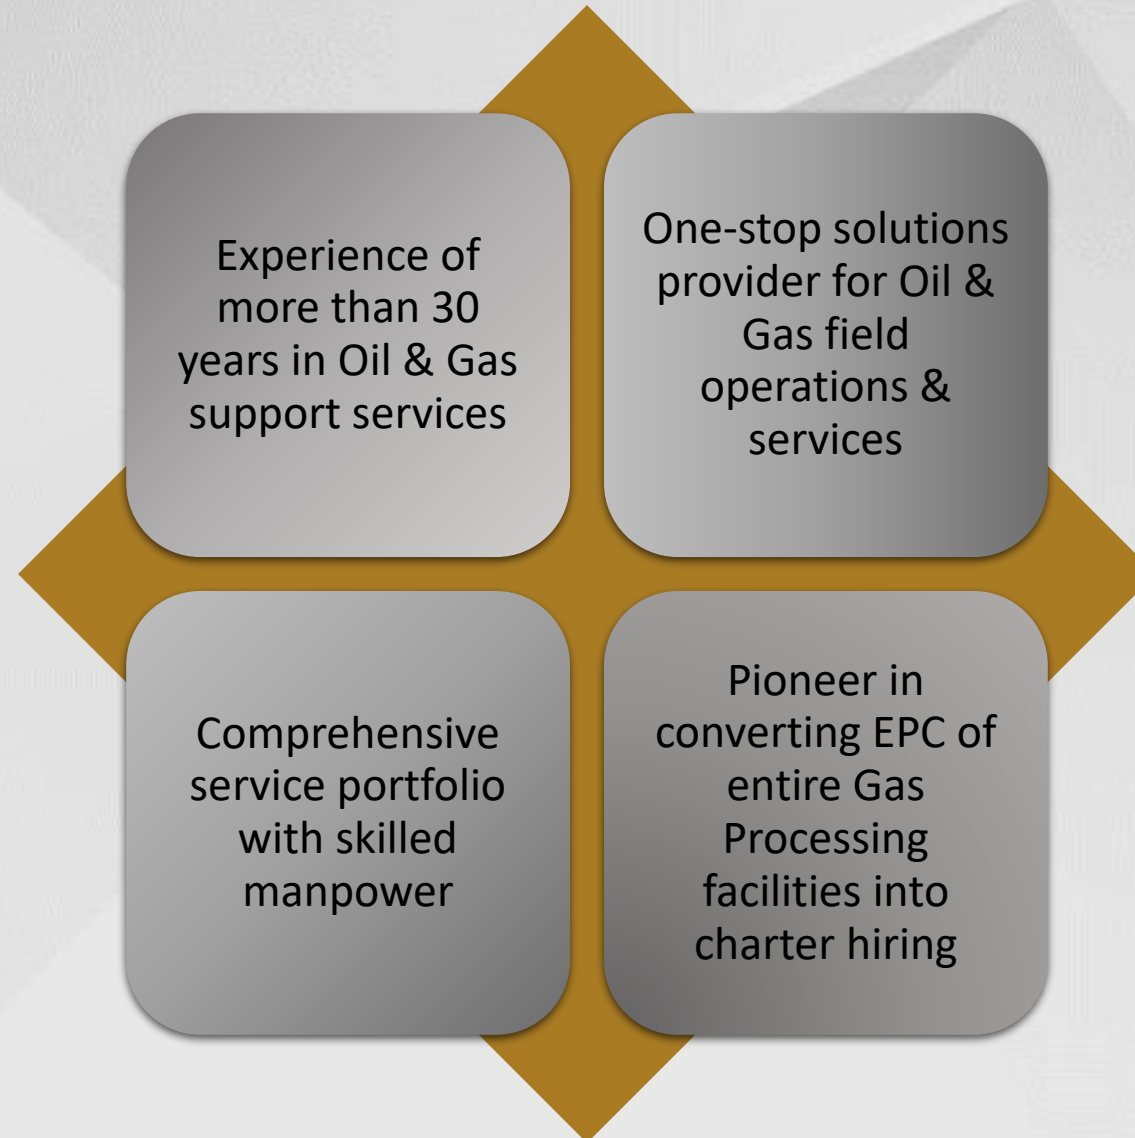 Experience of
more than 30
years in Oil & Gas
support services
One-stop solutions
provider for Oil &
Gas field
operations &
services
Comprehensive
service portfolio
with skilled
manpower
Pioneer in
converting EPC of
entire Gas
Processing
facilities into
charter hiring